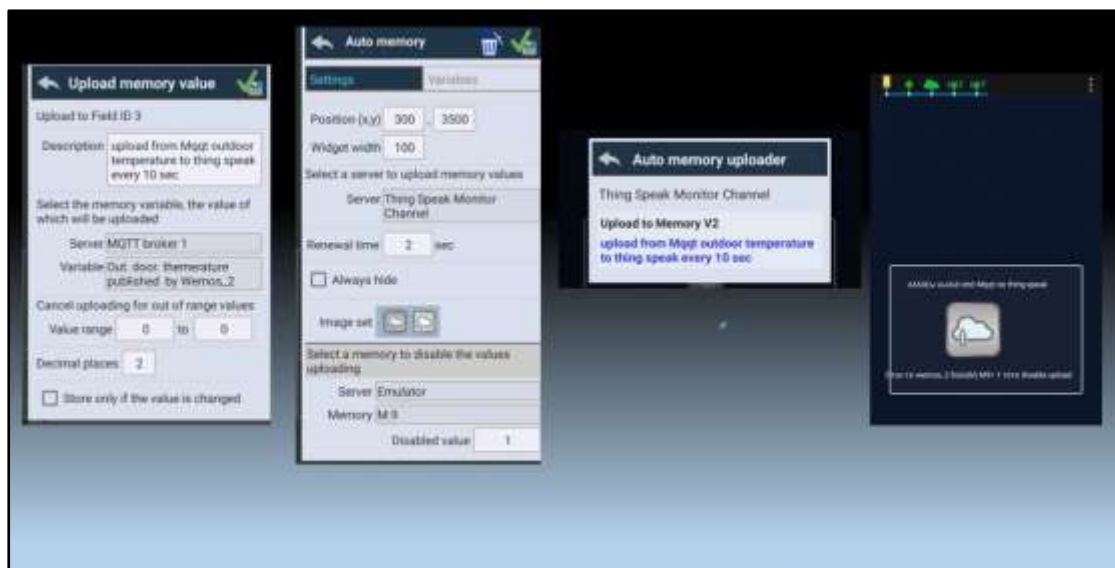 Upload memory value
Upload to Field ID 3
Description
upload from Mqqt outdoor
temperature to thing speak
every 10 sec
Select the memory variable, the value of
which will be uploaded
Server MQTT broker 1
Variable Out door themerature
published by Wemos_2
Cancel uploading for out of range values
Value range 0 to 0
Decimal places 2
Store only if the value is changed
Auto memory
Settings
Variables
Position (x,y) 300 , 3500
Widget width 100
Select a server to upload memory values
Server Thing Speak Monitor
Channel
Renewal time 2 sec
Always hide
Image set
Select a memory to disable the values
uploading
Server Emulator
Memory M 9
Disabled value 1
Auto memory uploader
Thing Speak Monitor Channel
Upload to Memory V2
upload from Mqqt outdoor temperature
to thing speak every 10 sec
thing speak
disable upload